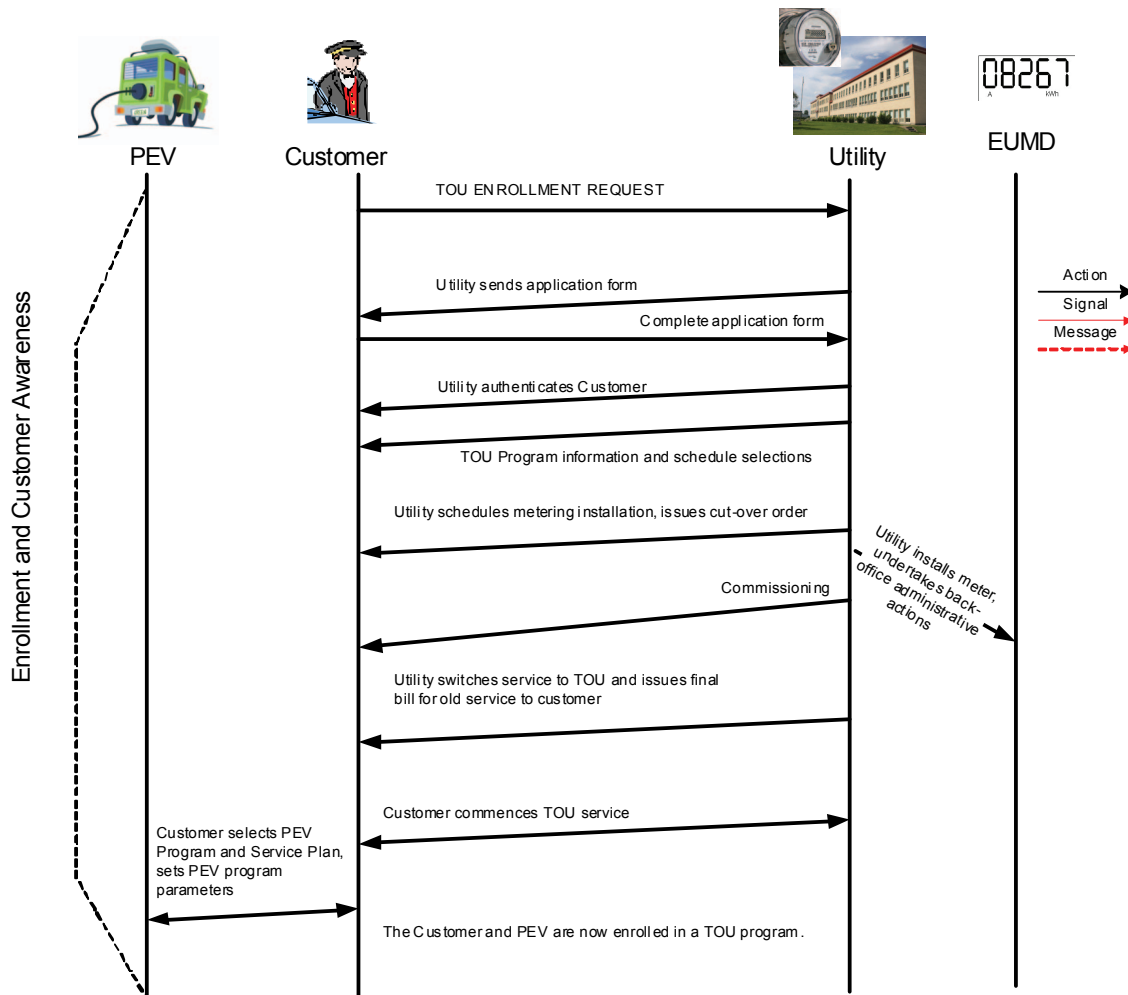 08267
A
kWh
PEV
Customer
Utility
EUMD
TOU ENROLLMENT REQUEST
Action
Signal
Message
Utility sends application form
Complete application form
Utility authenticates Customer
TOU Program information and schedule selections
Utility schedules metering installation, issues cut-over order
Utility installs meter,
undertakes back-
office administrative
actions
Commissioning
Utility switches service to TOU and issues final
bill for old service to customer
Customer commences TOU service
Customer selects PEV
Program and Service Plan,
sets PEV program
parameters
The Customer and PEV are now enrolled in a TOU program.
Enrollment and Customer Awareness